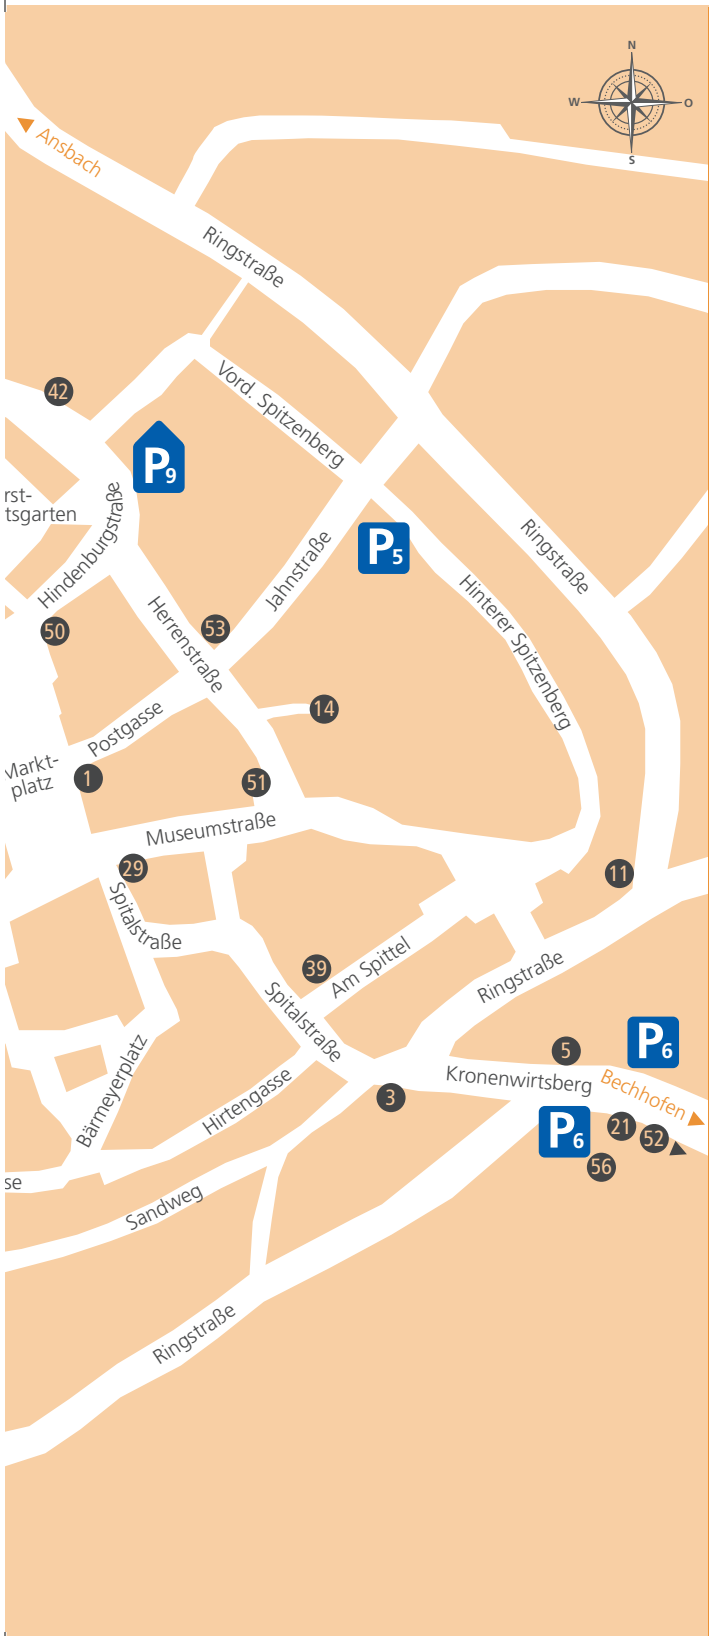 N
W
O
S
Ansbach
Ringstraße
42
Vord. Spitzenberg
P9
rst-
tsgarten
Hindenburgstraße
P5
Ringstraße
Jahnstraße
Hinterer Spitzenberg
50
53
Herrenstraße
14
Postgasse
Markt-
platz
1
51
Museumstraße
29
11
Spitalstraße
39
Am Spittel
Ringstraße
Spitalstraße
P6
5
Kronenwirtsberg
Bechhofen
Bärmeyerplatz
Hirtengasse
3
P6
21
52
56
se
Sandweg
Ringstraße